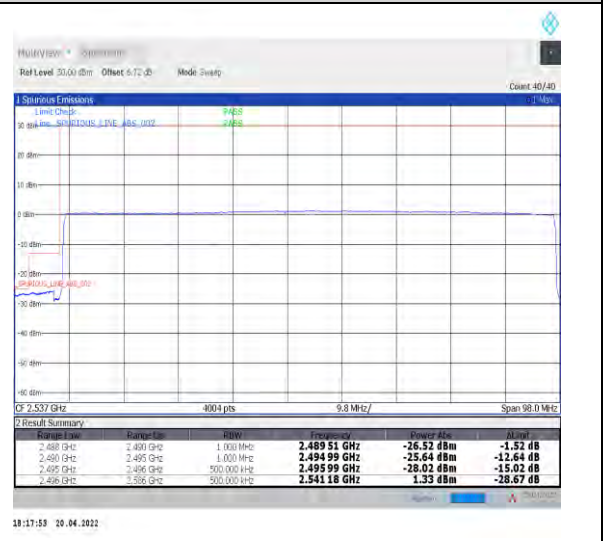 MultiView Spectrum
Ref Level 30.00 dBm Offset 6.72 dB Mode Sweep
Count 40/40
1 Spurious Emissions
Limit Check PASS
Line _SPURIOUS_LINE_ABS_002 PASS
30 dBm
20 dBm
10 dBm
0 dBm
-10 dBm
-20 dBm
_SPURIOUS_LINE_ABS_002
-30 dBm
-40 dBm
-50 dBm
-60 dBm
CF 2.537 GHz 4004 pts 9.8 MHz/ Span 98.0 MHz
2 Result Summary
Range Low Range Up RBW Frequency Power Abs ΔLimit
2.488 GHz 2.490 GHz 1.000 MHz 2.489 51 GHz -26.52 dBm -1.52 dB
2.490 GHz 2.495 GHz 1.000 MHz 2.494 99 GHz -25.64 dBm -12.64 dB
2.495 GHz 2.496 GHz 500.000 kHz 2.495 99 GHz -28.02 dBm -15.02 dB
2.496 GHz 2.586 GHz 500.000 kHz 2.541 18 GHz 1.33 dBm -28.67 dB
18:17:53 20.04.2022